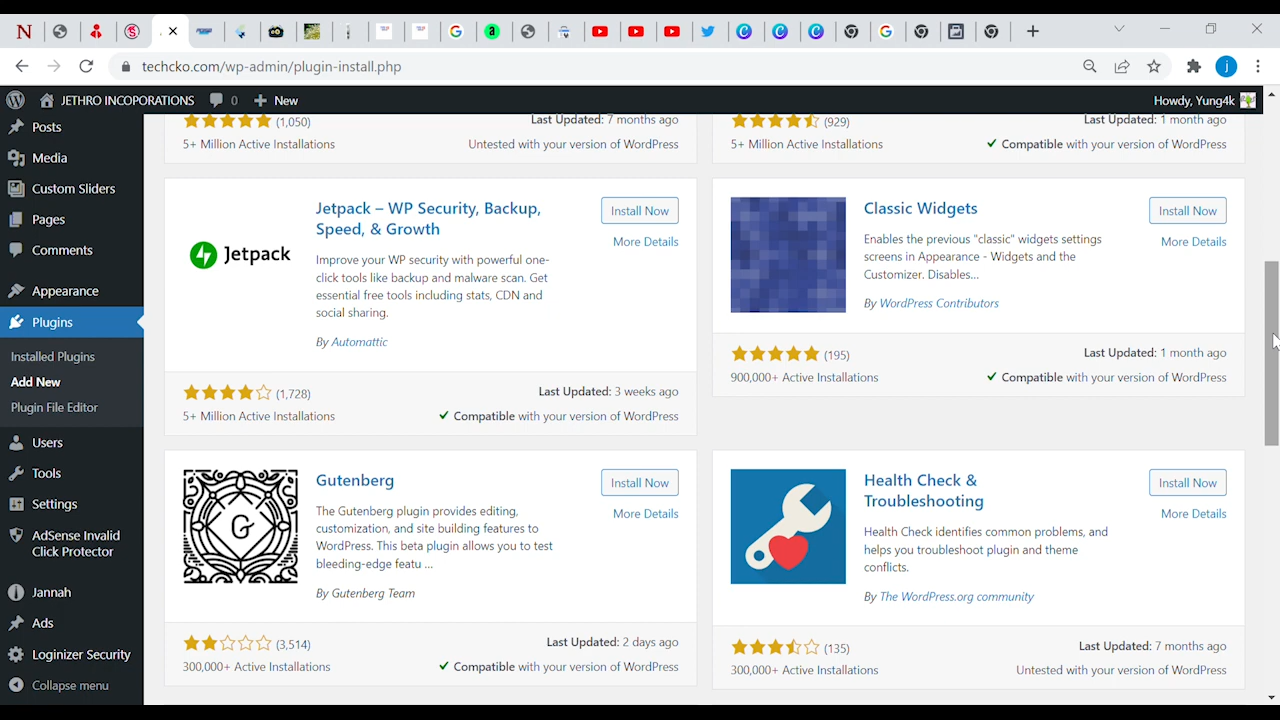 techcko.com/wp-admin/plugin-install.php
j
JETHRO INCOPORATIONS
0
New
Howdy, Yung4k
Posts
Media
Custom Sliders
Pages
Comments
Appearance
Plugins
Installed Plugins
Add New
Plugin File Editor
Users
Tools
Settings
AdSense Invalid
Click Protector
Jannah
Ads
Loginizer Security
Collapse menu
(1,050)
Last Updated: 7 months ago
5+ Million Active Installations
Untested with your version of WordPress
(929)
Last Updated: 1 month ago
5+ Million Active Installations
Compatible with your version of WordPress
Jetpack
Jetpack – WP Security, Backup,
Speed, & Growth
Install Now
More Details
Improve your WP security with powerful one-
click tools like backup and malware scan. Get
essential free tools including stats, CDN and
social sharing.
By Automattic
(1,728)
Last Updated: 3 weeks ago
5+ Million Active Installations
Compatible with your version of WordPress
Classic Widgets
Install Now
More Details
Enables the previous "classic" widgets settings
screens in Appearance - Widgets and the
Customizer. Disables...
By WordPress Contributors
(195)
Last Updated: 1 month ago
900,000+ Active Installations
Compatible with your version of WordPress
G
Gutenberg
Install Now
More Details
The Gutenberg plugin provides editing,
customization, and site building features to
WordPress. This beta plugin allows you to test
bleeding-edge featu ...
By Gutenberg Team
(3,514)
Last Updated: 2 days ago
300,000+ Active Installations
Compatible with your version of WordPress
Health Check &
Troubleshooting
Install Now
More Details
Health Check identifies common problems, and
helps you troubleshoot plugin and theme
conflicts.
By The WordPress.org community
(135)
Last Updated: 7 months ago
300,000+ Active Installations
Untested with your version of WordPress